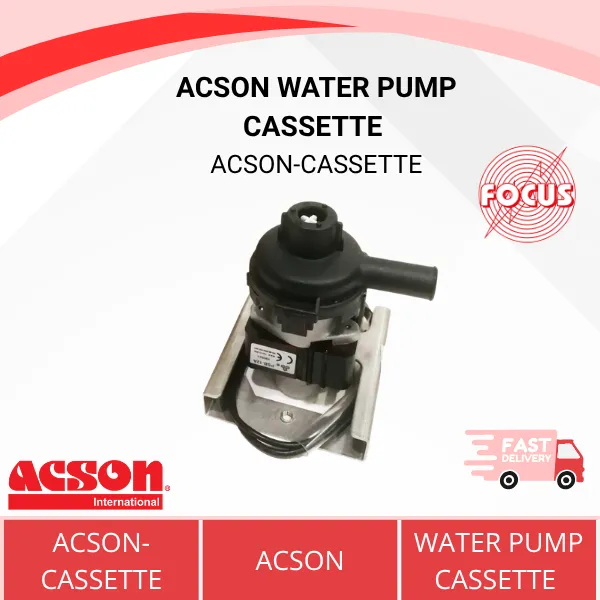 ACSON WATER PUMP
CASSETTE
ACSON-CASSETTE
FOCUS
FAST
DELIVERY
ACSON®
International
ACSON-
CASSETTE
ACSON
WATER PUMP
CASSETTE